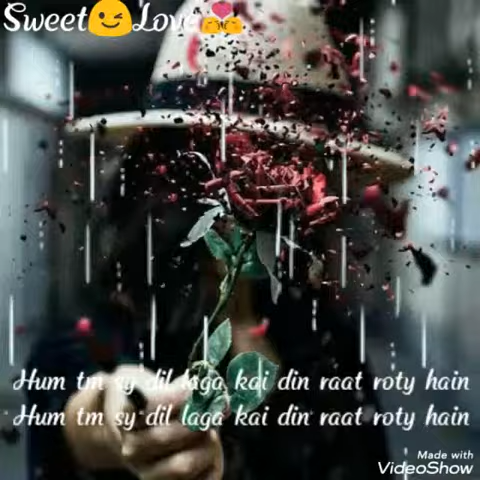 Sweet😉Love💏
Hum tm sy dil laga kai din raat roty hain
Hum tm sy dil laga kai din raat roty hain
Made with
VideoShow